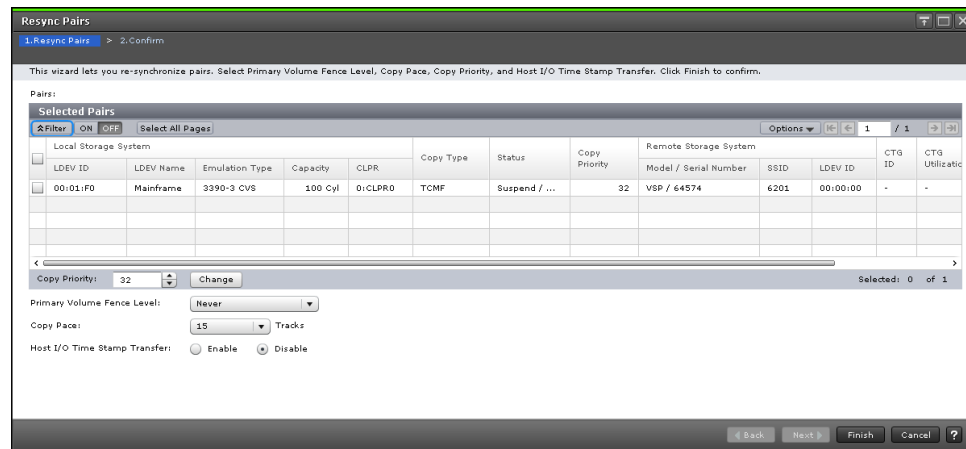 Resync Pairs
1.Resync Pairs > 2.Confirm
This wizard lets you re-synchronize pairs. Select Primary Volume Fence Level, Copy Pace, Copy Priority, and Host I/O Time Stamp Transfer. Click Finish to confirm.
Pairs:
Selected Pairs
Filter ON OFF Select All Pages Options 1 / 1
Local Storage System Copy Type Status Copy Priority Remote Storage System CTG ID CTG Utilizatic
LDEV ID LDEV Name Emulation Type Capacity CLPR Model / Serial Number SSID LDEV ID
00:01:F0 Mainframe 3390-3 CVS 100 Cyl 0:CLPR0 TCMF Suspend / ... 32 VSP / 64574 6201 00:00:00 - -
Copy Priority: 32 Change Selected: 0 of 1
Primary Volume Fence Level: Never
Copy Pace: 15 Tracks
Host I/O Time Stamp Transfer: Enable Disable
Back Next Finish Cancel ?